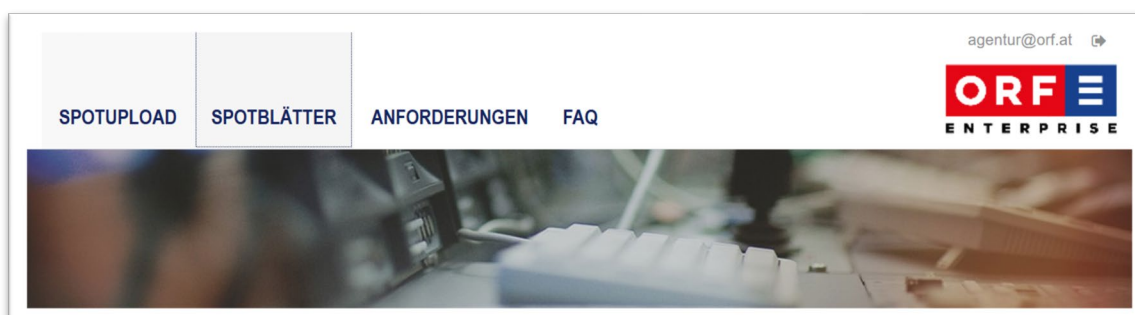 agentur@orf.at
ORF
ENTERPRISE
SPOTUPLOAD SPOTBLÄTTER ANFORDERUNGEN FAQ